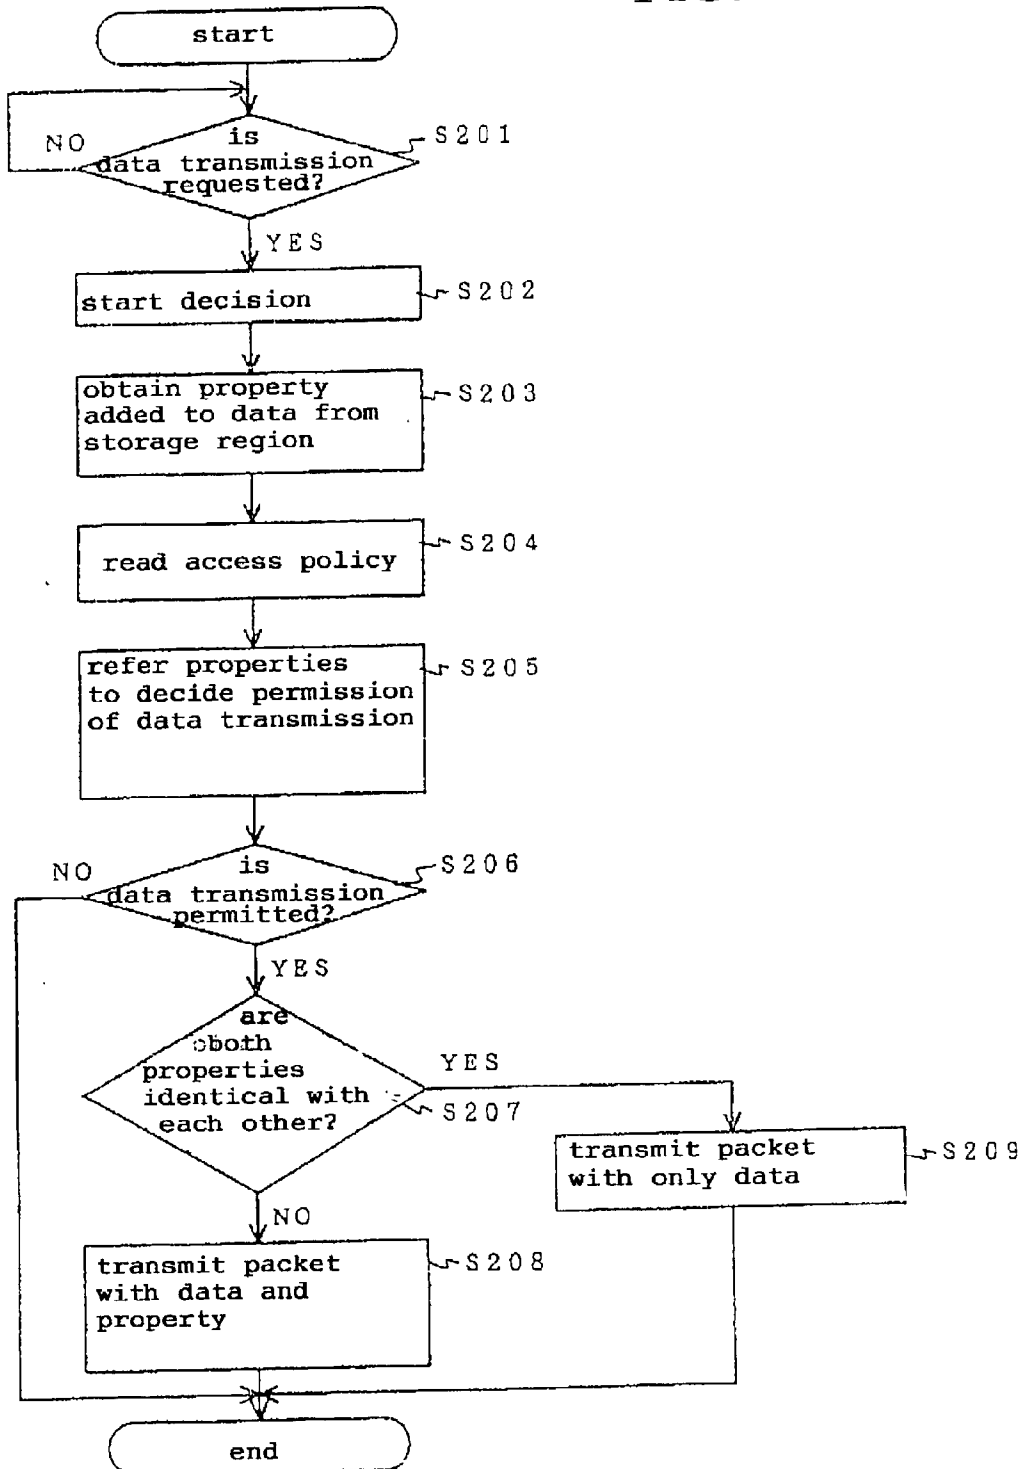 start
NO
is
data transmission
requested?
S201
YES
start decision
S202
obtain property
added to data from
storage region
S203
read access policy
S204
refer properties
to decide permission
of data transmission
S205
NO
is
data transmission
permitted?
S206
YES
are
both
properties
identical with
each other?
YES
S207
transmit packet
with only data
S209
NO
transmit packet
with data and
property
S208
end